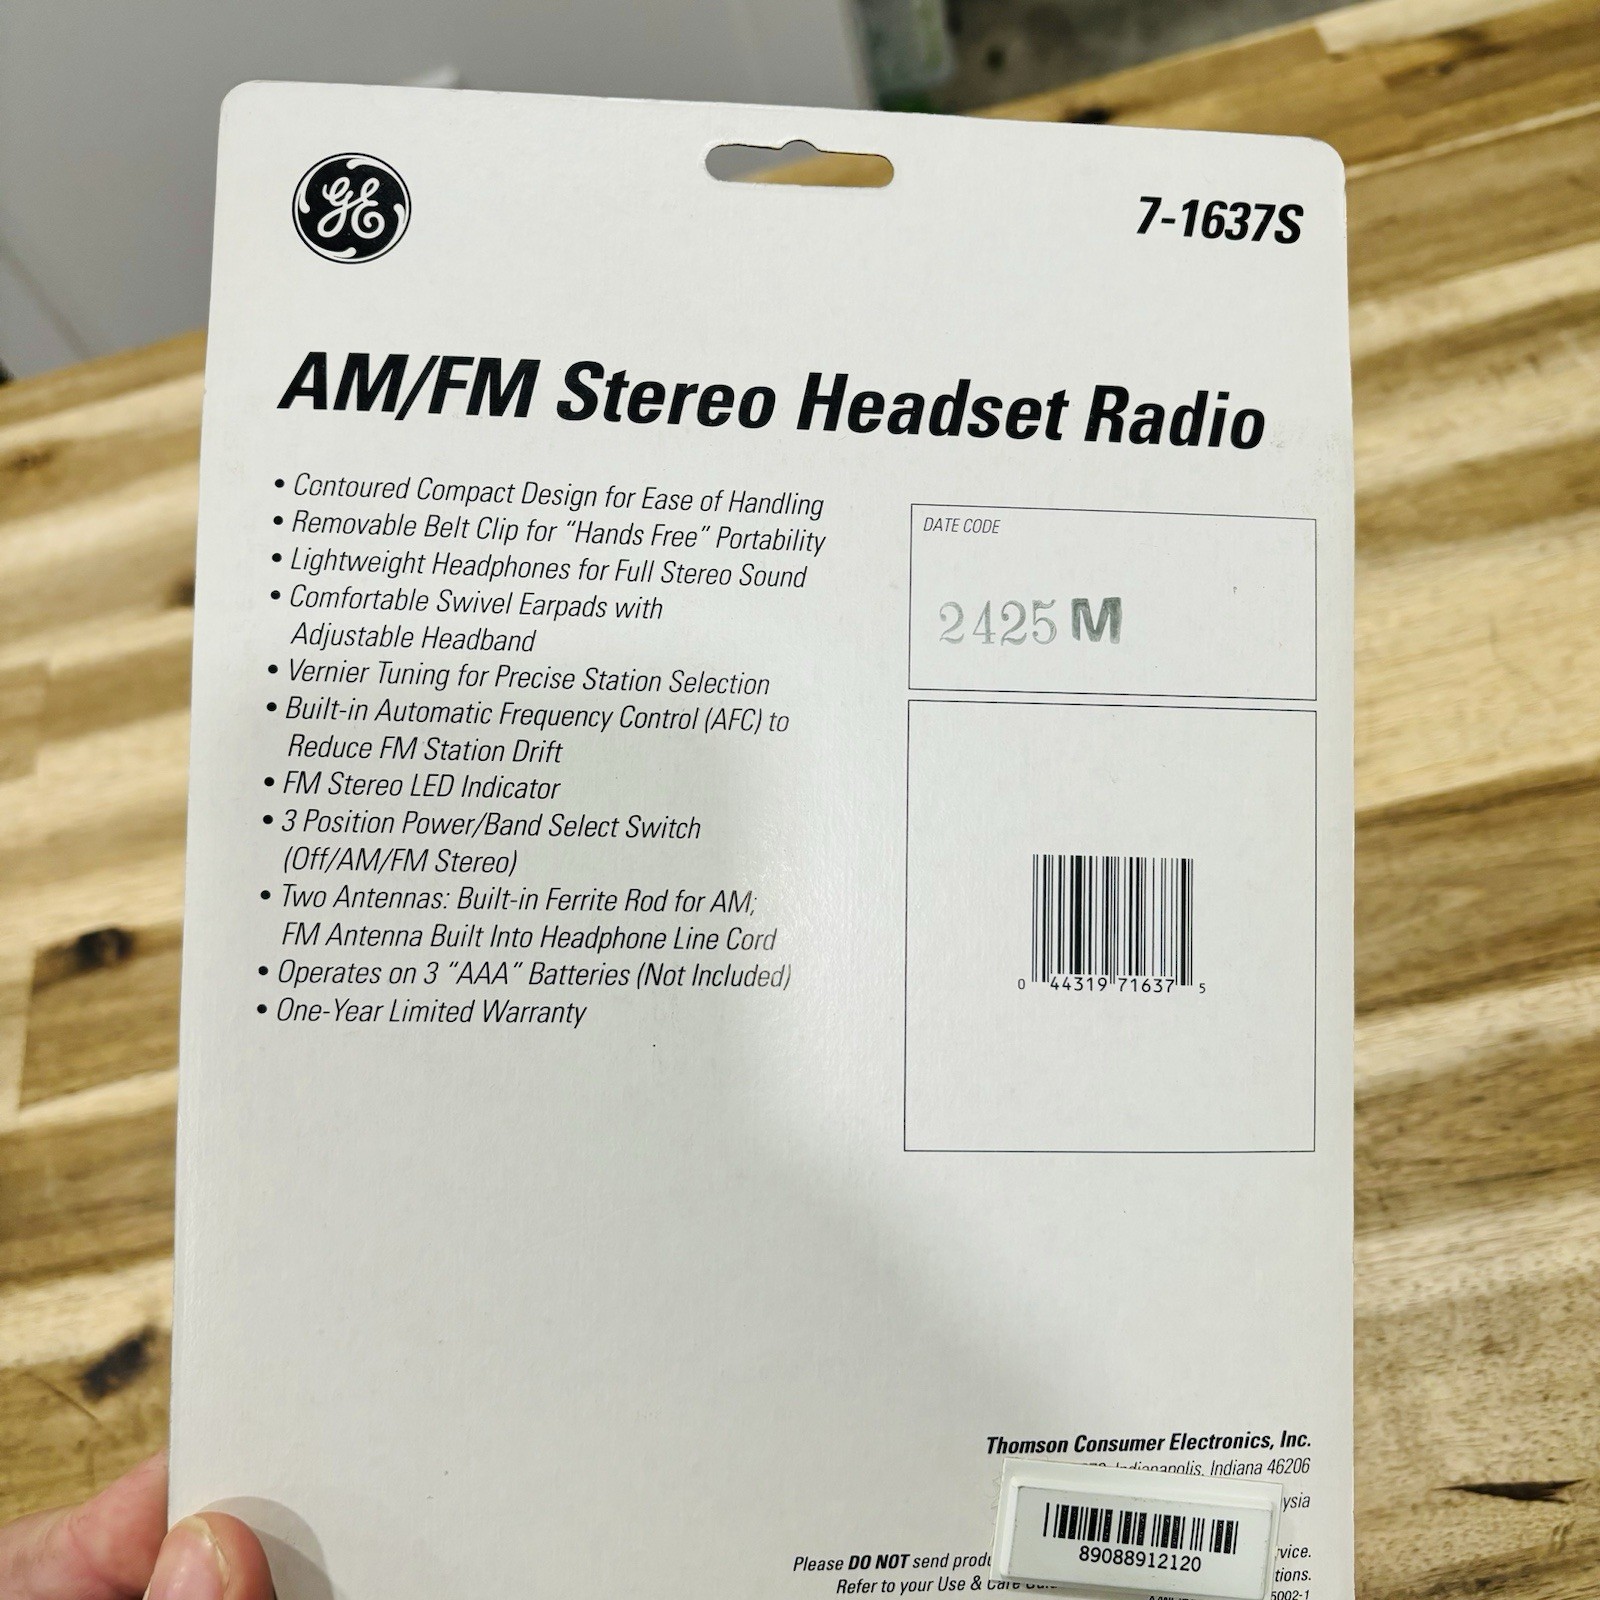 GE
7-1637S
AM/FM Stereo Headset Radio
• Contoured Compact Design for Ease of Handling
• Removable Belt Clip for "Hands Free" Portability
• Lightweight Headphones for Full Stereo Sound
• Comfortable Swivel Earpads with
Adjustable Headband
• Vernier Tuning for Precise Station Selection
• Built-in Automatic Frequency Control (AFC) to
Reduce FM Station Drift
• FM Stereo LED Indicator
• 3 Position Power/Band Select Switch
(Off/AM/FM Stereo)
• Two Antennas: Built-in Ferrite Rod for AM;
FM Antenna Built Into Headphone Line Cord
• Operates on 3 "AAA" Batteries (Not Included)
• One-Year Limited Warranty
DATE CODE
2425 M
0 44319 71637 5
Thomson Consumer Electronics, Inc.
Indianapolis, Indiana 46206
89088912120
Please DO NOT send
Refer to your Use & Care